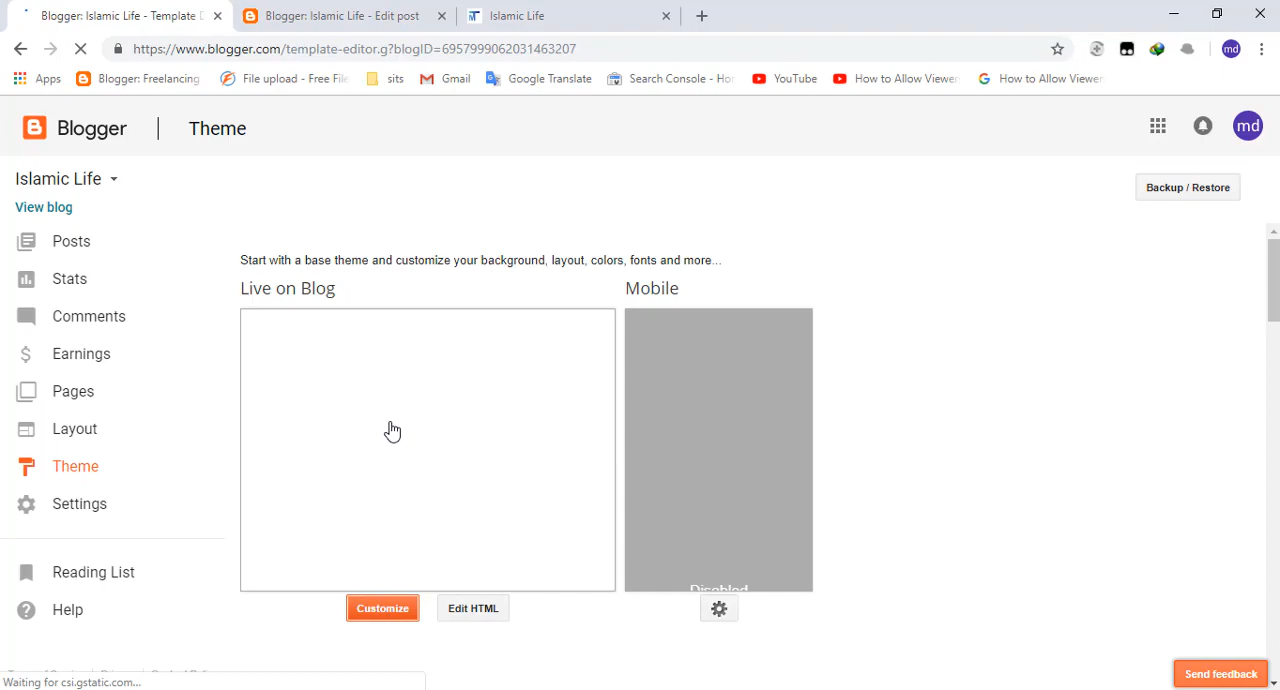 Blogger: Islamic Life - Template D
Blogger: Islamic Life - Edit post
Islamic Life
https://www.blogger.com/template-editor.g?blogID=6957999062031463207
md
Apps
Blogger: Freelancing
File upload - Free File
sits
Gmail
Google Translate
Search Console - Hor
YouTube
How to Allow Viewer
How to Allow Viewer
Blogger
Theme
md
Islamic Life
Backup / Restore
View blog
Posts
Stats
Comments
Earnings
Pages
Layout
Theme
Settings
Reading List
Help
Start with a base theme and customize your background, layout, colors, fonts and more...
Live on Blog
Mobile
Disabled
Customize
Edit HTML
Waiting for csi.gstatic.com...
Send feedback